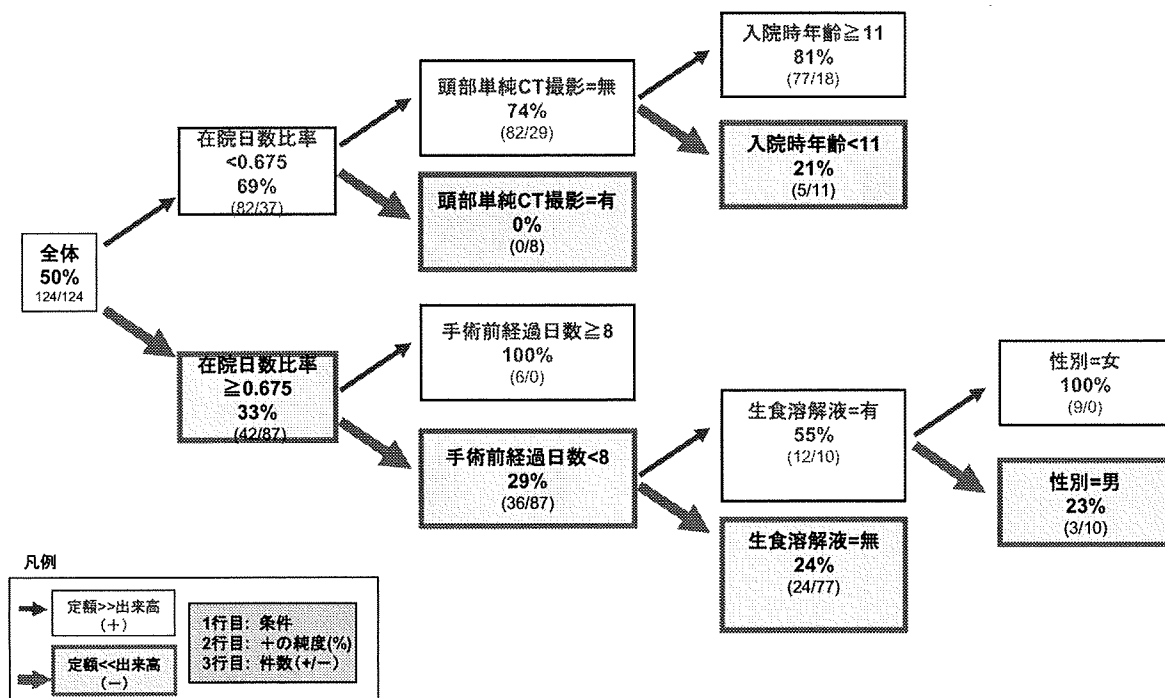 全体
50%
124/124
在院日数比率
<0.675
69%
(82/37)
在院日数比率
≧0.675
33%
(42/87)
頭部単純CT撮影=無
74%
(82/29)
頭部単純CT撮影=有
0%
(0/8)
手術前経過日数≧8
100%
(6/0)
手術前経過日数<8
29%
(36/87)
入院時年齢≧11
81%
(77/18)
入院時年齢<11
21%
(5/11)
生食溶解液=有
55%
(12/10)
生食溶解液=無
24%
(24/77)
性別=女
100%
(9/0)
性別=男
23%
(3/10)
凡例
定額>>出来高
(+)
定額<<出来高
(−)
1行目: 条件
2行目: +の純度(%)
3行目: 件数(+/−)